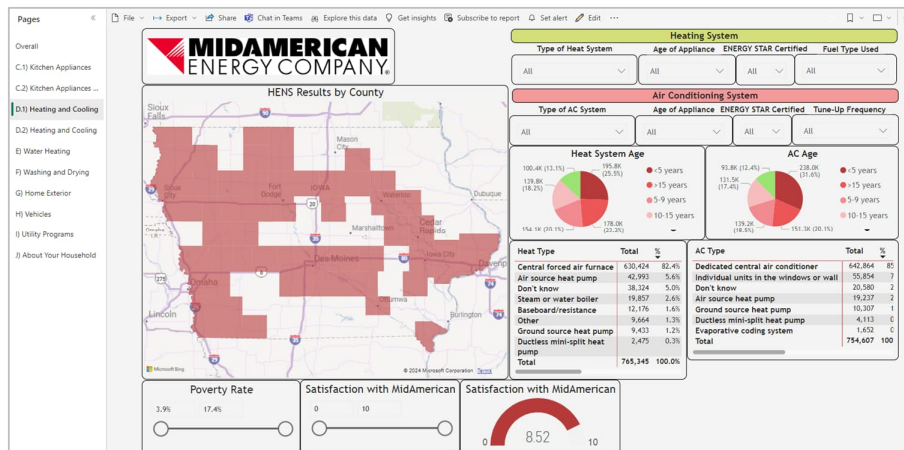 Pages
File
Export
Share
Chat in Teams
Explore this data
Get insights
Subscribe to report
Set alert
Edit
Overall
C.1) Kitchen Appliances
C.2) Kitchen Appliances ...
D.1) Heating and Cooling
D.2) Heating and Cooling
E) Water Heating
F) Washing and Drying
G) Home Exterior
H) Vehicles
I) Utility Programs
J) About Your Household
MIDAMERICAN
ENERGY COMPANY®
HENS Results by County
Sioux
Falls
Mason
City
Sioux
City
Fort
Dodge
IOWA
Waterloo
Dubuque
Marshalltown
Cedar
Rapids
Iowa City
Davenp
Des Moines
Omaha
Ottumwa
Lincoln
Burlington
Microsoft Bing
© 2024 Microsoft Corporation Terms
Heating System
Type of Heat System
Age of Appliance
ENERGY STAR Certified
Fuel Type Used
All
All
All
All
Air Conditioning System
Type of AC System
Age of Appliance
ENERGY STAR Certified
Tune-Up Frequency
All
All
All
All
Heat System Age
100.4K (13.1%)
195.8K
(25.5%)
139.8K
(18.2%)
178.0K
<5 years
>15 years
5-9 years
10-15 years
AC Age
93.8K (12.4%)
238.0K
(31.6%)
131.5K
(17.4%)
139.2K
<5 years
>15 years
5-9 years
10-15 years
Heat Type Total %
Central forced air furnace 630,424 82.4%
Air source heat pump 42,993 5.6%
Don't know 38,324 5.0%
Steam or water boiler 19,857 2.6%
Baseboard/resistance 12,176 1.6%
Other 9,664 1.3%
Ground source heat pump 9,433 1.2%
Ductless mini-split heat 2,475 0.3%
pump
Total 765,345 100.0%
AC Type Total %
Dedicated central air conditioner 642,864 85
Individual units in the windows or wall 55,854 7
Don't know 20,580 2
Air source heat pump 19,237 2
Ground source heat pump 10,307 1
Ductless mini-split heat pump 4,113 0
Evaporative coding system 1,652 0
Total 754,607 100
Poverty Rate
3.9% 17.4%
Satisfaction with MidAmerican
0 10
Satisfaction with MidAmerican
0 8.52 10